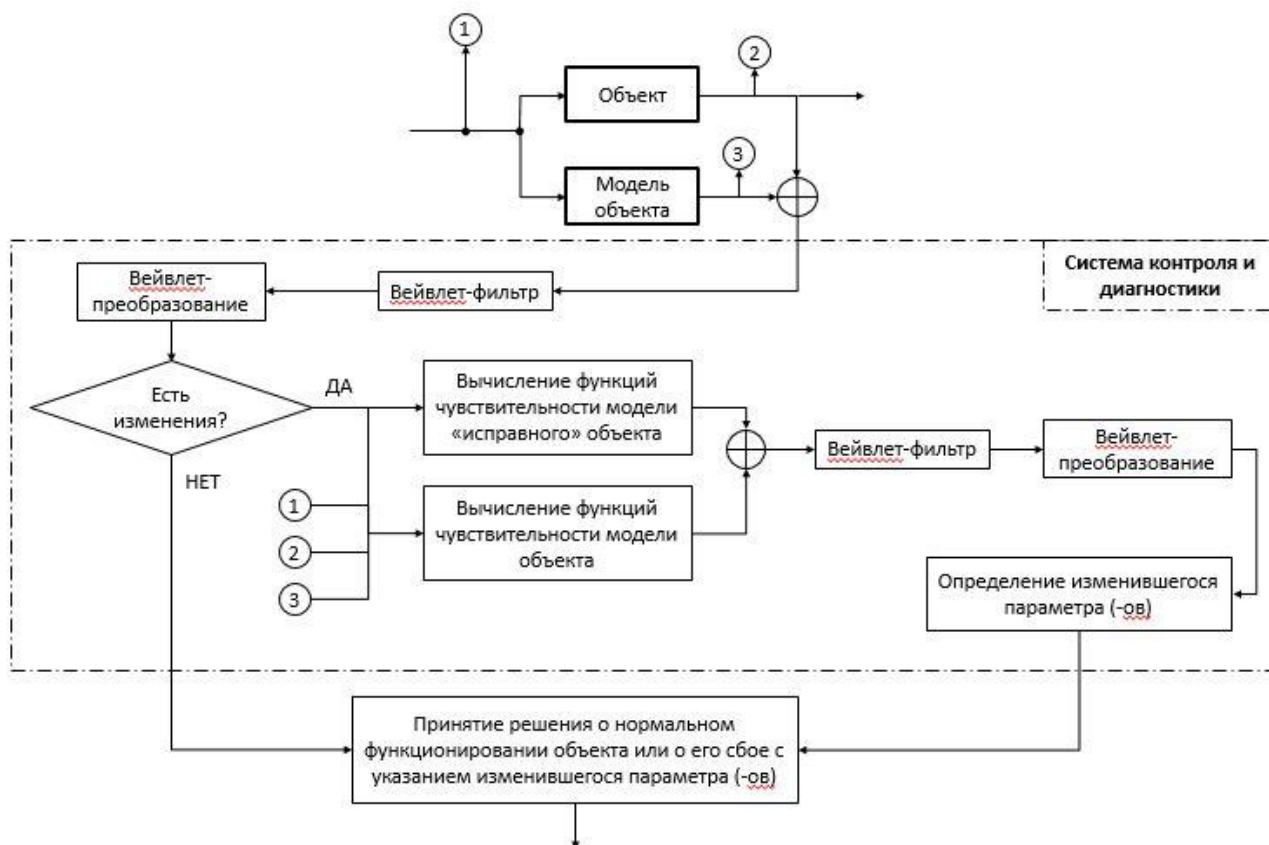 1
2
Объект
3
Модель
объекта
Система контроля и
диагностики
Вейвлет-
преобразование
Вейвлет-фильтр
Есть
изменения?
ДА
НЕТ
Вычисление функций
чувствительности модели
«исправного» объекта
1
2
3
Вычисление функций
чувствительности модели
объекта
Вейвлет-фильтр
Вейвлет-
преобразование
Определение изменившегося
параметра (-ов)
Принятие решения о нормальном
функционировании объекта или о его сбое с
указанием изменившегося параметра (-ов)